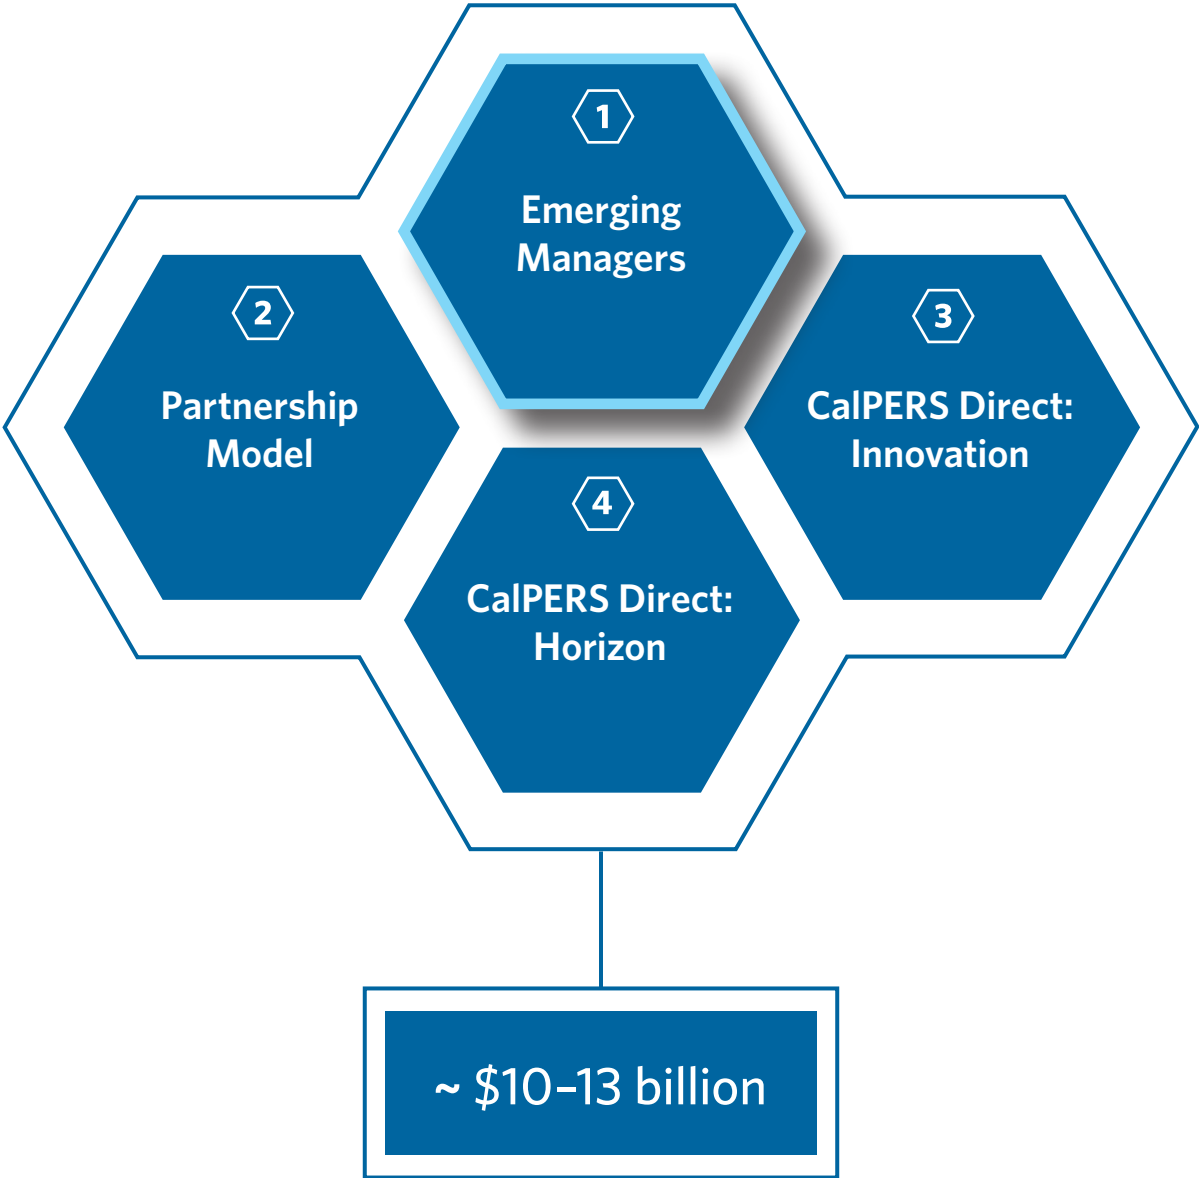 1
Emerging
Managers
2
Partnership
Model
3
CalPERS Direct:
Innovation
4
CalPERS Direct:
Horizon
~ $10–13 billion